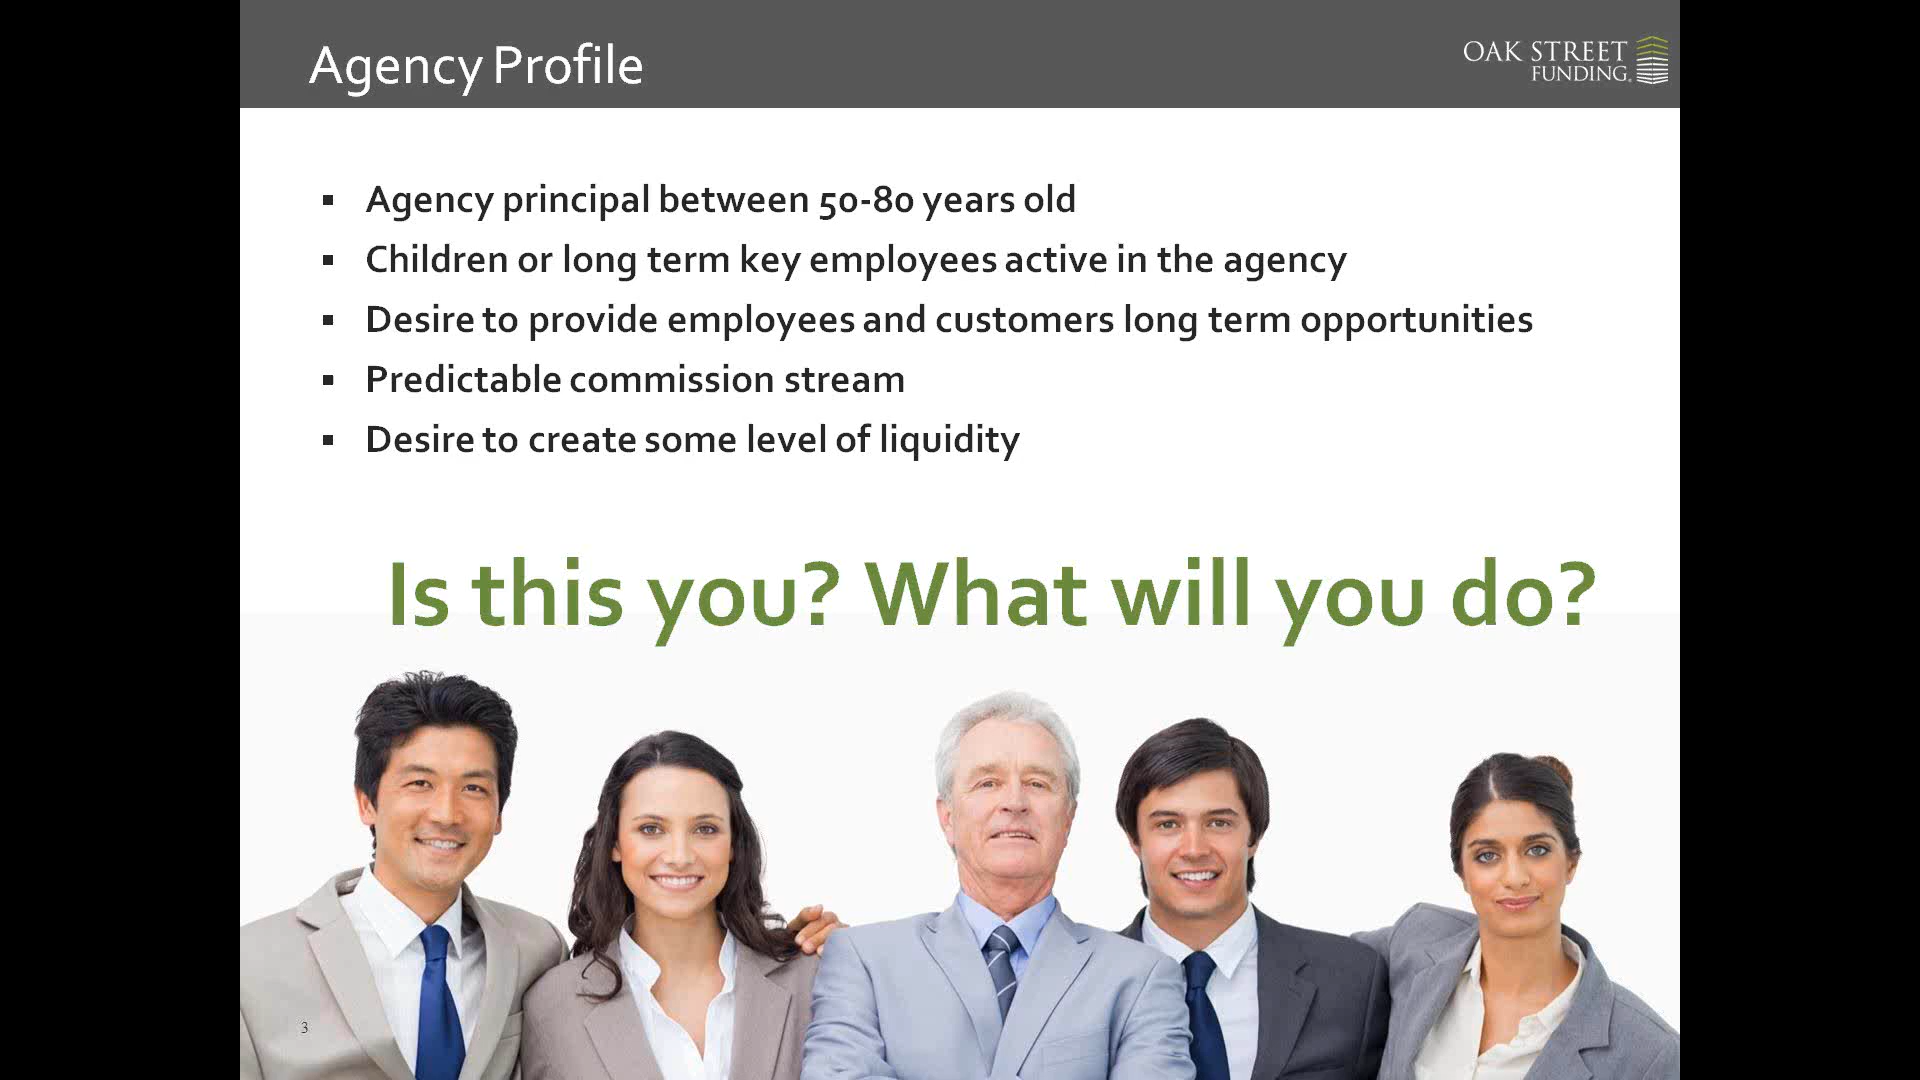 Agency Profile
OAK STREET
FUNDING®
▪ Agency principal between 50-80 years old
▪ Children or long term key employees active in the agency
▪ Desire to provide employees and customers long term opportunities
▪ Predictable commission stream
▪ Desire to create some level of liquidity
Is this you? What will you do?
3